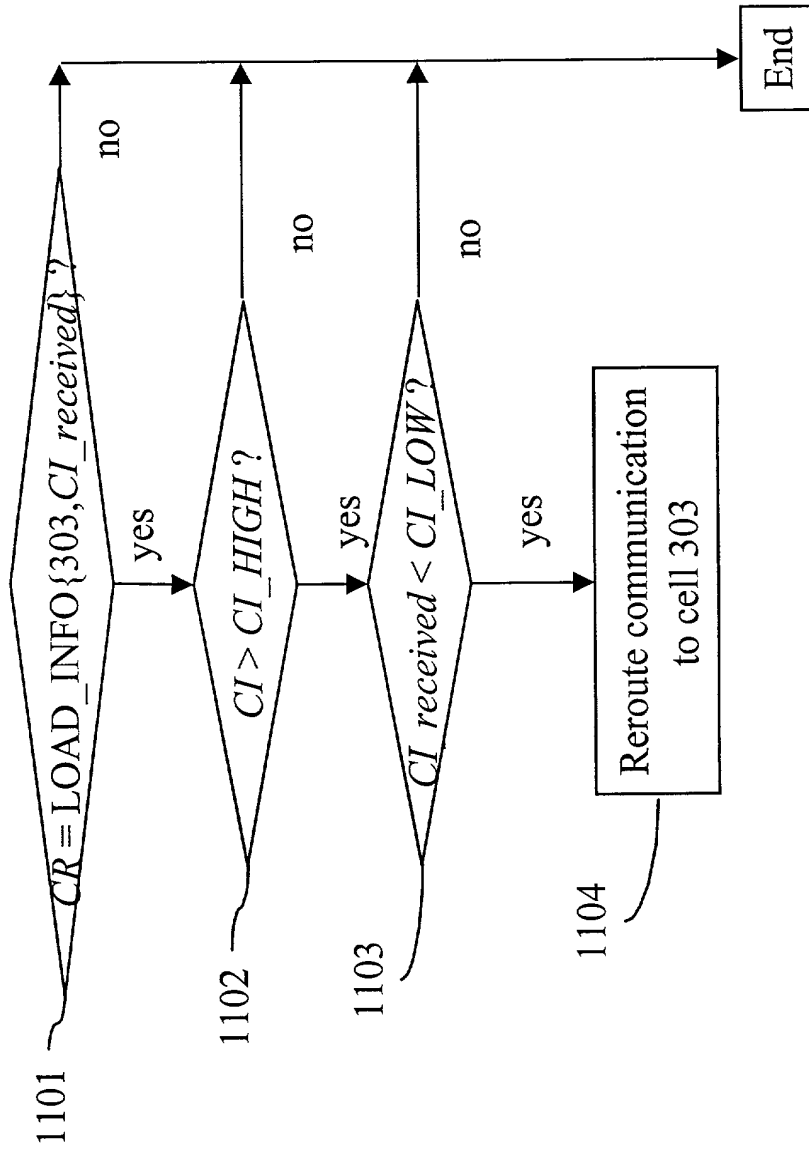 1101
CR = LOAD_INFO{303,CI_received} ?
no
yes
1102
CI > CI_HIGH ?
no
yes
1103
CI_received < CI_LOW ?
no
yes
1104
Reroute communication
to cell 303
End